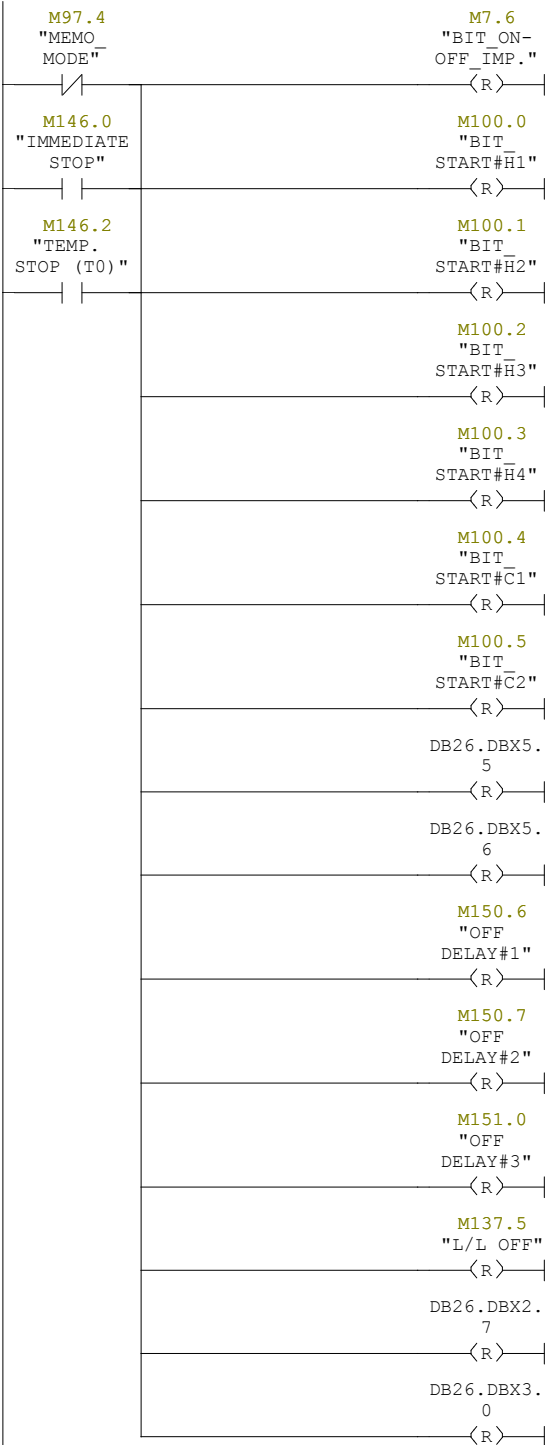 M97.4
"MEMO_
MODE"
M7.6
"BIT_ON-
OFF_IMP."
(R)
M146.0
"IMMEDIATE
STOP"
M100.0
"BIT_
START#H1"
(R)
M146.2
"TEMP.
STOP (T0)"
M100.1
"BIT_
START#H2"
(R)
M100.2
"BIT_
START#H3"
(R)
M100.3
"BIT_
START#H4"
(R)
M100.4
"BIT_
START#C1"
(R)
M100.5
"BIT_
START#C2"
(R)
DB26.DBX5.
5
(R)
DB26.DBX5.
6
(R)
M150.6
"OFF
DELAY#1"
(R)
M150.7
"OFF
DELAY#2"
(R)
M151.0
"OFF
DELAY#3"
(R)
M137.5
"L/L OFF"
(R)
DB26.DBX2.
7
(R)
DB26.DBX3.
0
(R)